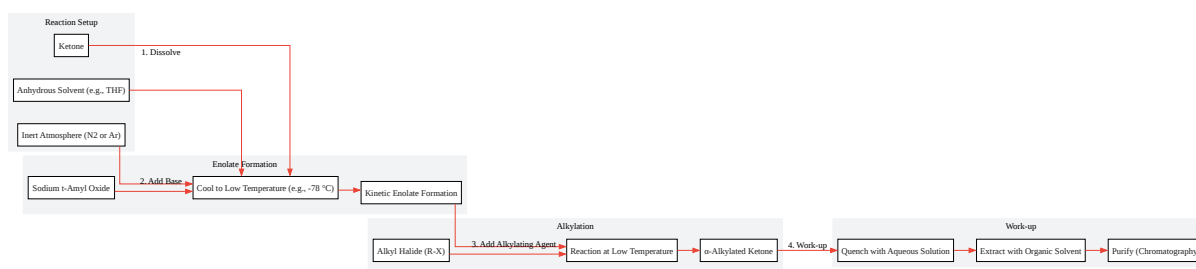 Reaction Setup
Ketone
1. Dissolve
Anhydrous Solvent (e.g., THF)
Inert Atmosphere (N2 or Ar)
Enolate Formation
Sodium t-Amyl Oxide
2. Add Base
Cool to Low Temperature (e.g., -78 °C)
Kinetic Enolate Formation
Alkylation
Alkyl Halide (R-X)
3. Add Alkylating Agent
Reaction at Low Temperature
α-Alkylated Ketone
4. Work-up
Work-up
Quench with Aqueous Solution
Extract with Organic Solvent
Purify (Chromatography